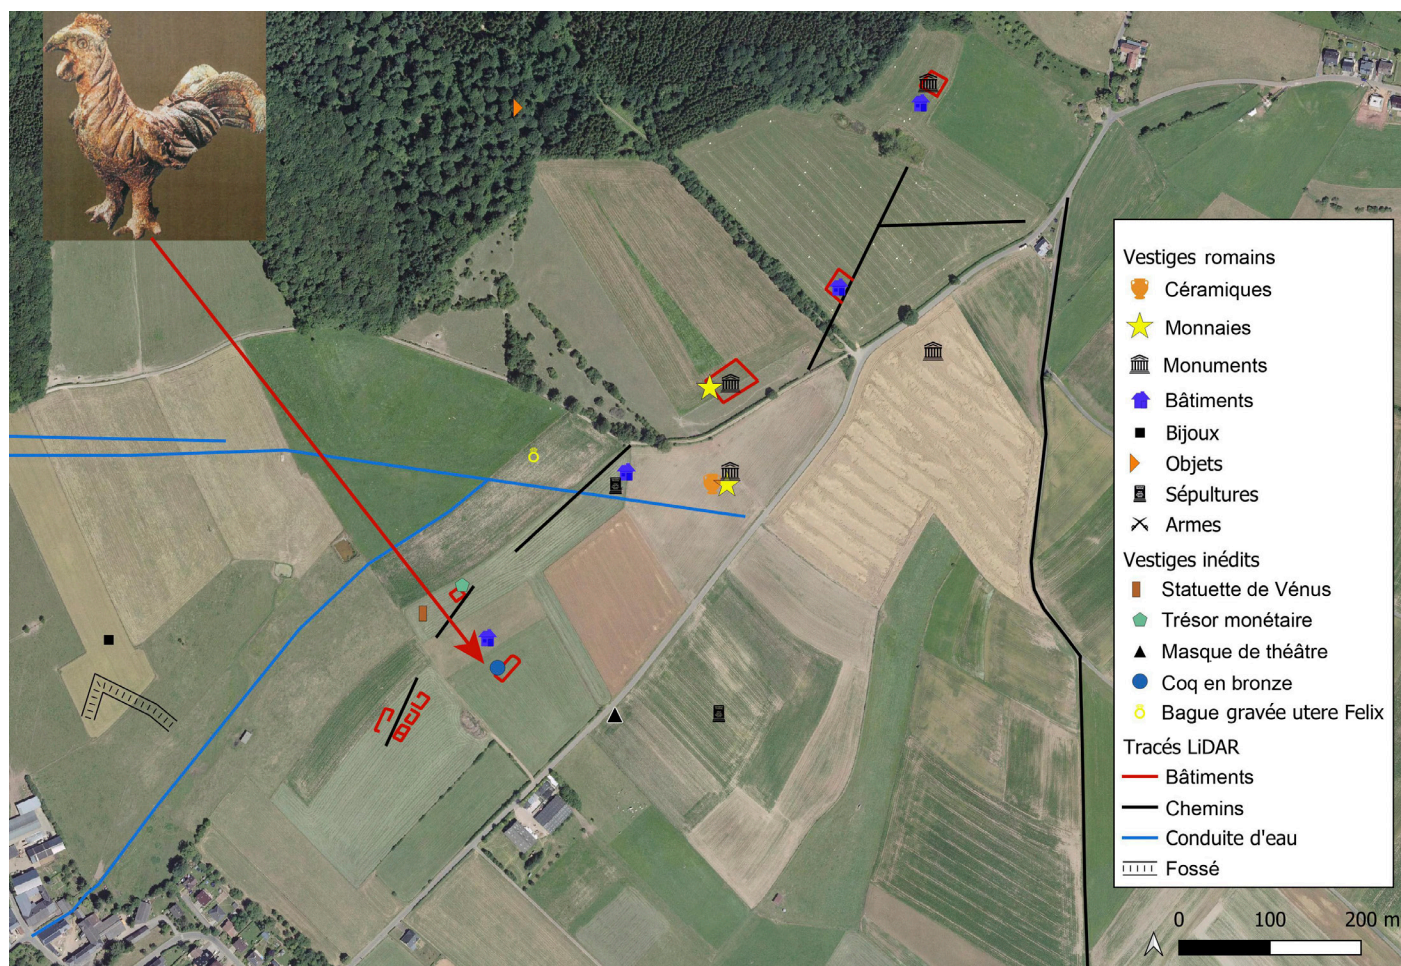 Vestiges romains
Céramiques
Monnaies
Monuments
Bâtiments
Bijoux
Objets
Sépultures
Armes
Vestiges inédits
Statuette de Vénus
Trésor monétaire
Masque de théâtre
Coq en bronze
Bague gravée utere Felix
Tracés LiDAR
Bâtiments
Chemins
Conduite d'eau
Fossé
0 100 200 m